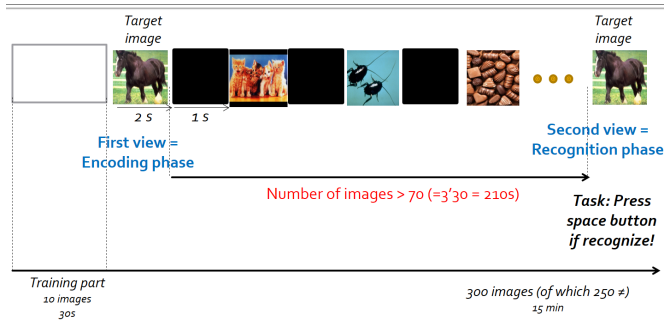 Target
image
Target
image
2 s
1 s
First view =
Encoding phase
Second view =
Recognition phase
Number of images > 70 (=3'30 = 210s)
Task: Press
space button
if recognize!
Training part
10 images
30s
300 images (of which 250 ≠)
15 min